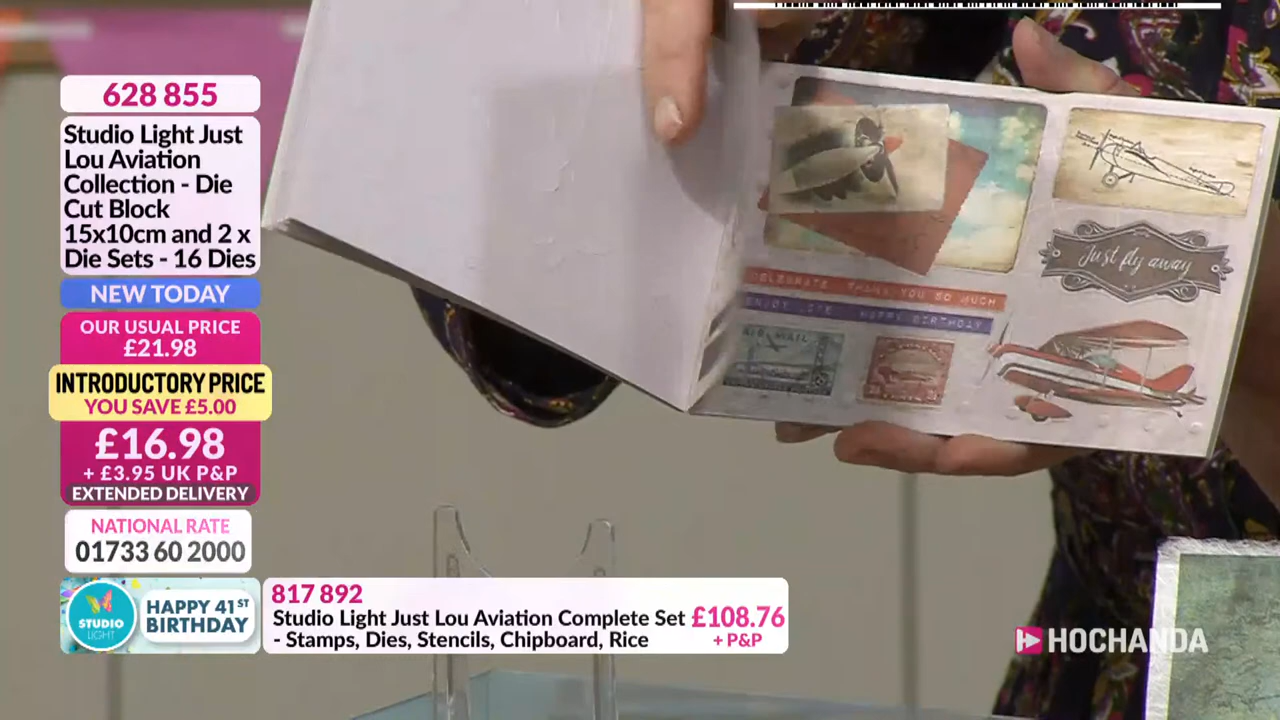 628 855
Studio Light Just
Lou Aviation
Collection - Die
Cut Block
15x10cm and 2 x
Die Sets - 16 Dies
NEW TODAY
OUR USUAL PRICE
£21.98
INTRODUCTORY PRICE
YOU SAVE £5.00
£16.98
+ £3.95 UK P&P
EXTENDED DELIVERY
NATIONAL RATE
01733 60 2000
STUDIO
LIGHT
HAPPY 41ST
BIRTHDAY
817 892
Studio Light Just Lou Aviation Complete Set £108.76
- Stamps, Dies, Stencils, Chipboard, Rice + P&P
HOCHANDA
Just fly away
CELEBRATE THANK YOU SO MUCH
ENJOY LIFE HAPPY BIRTHDAY
AIR MAIL